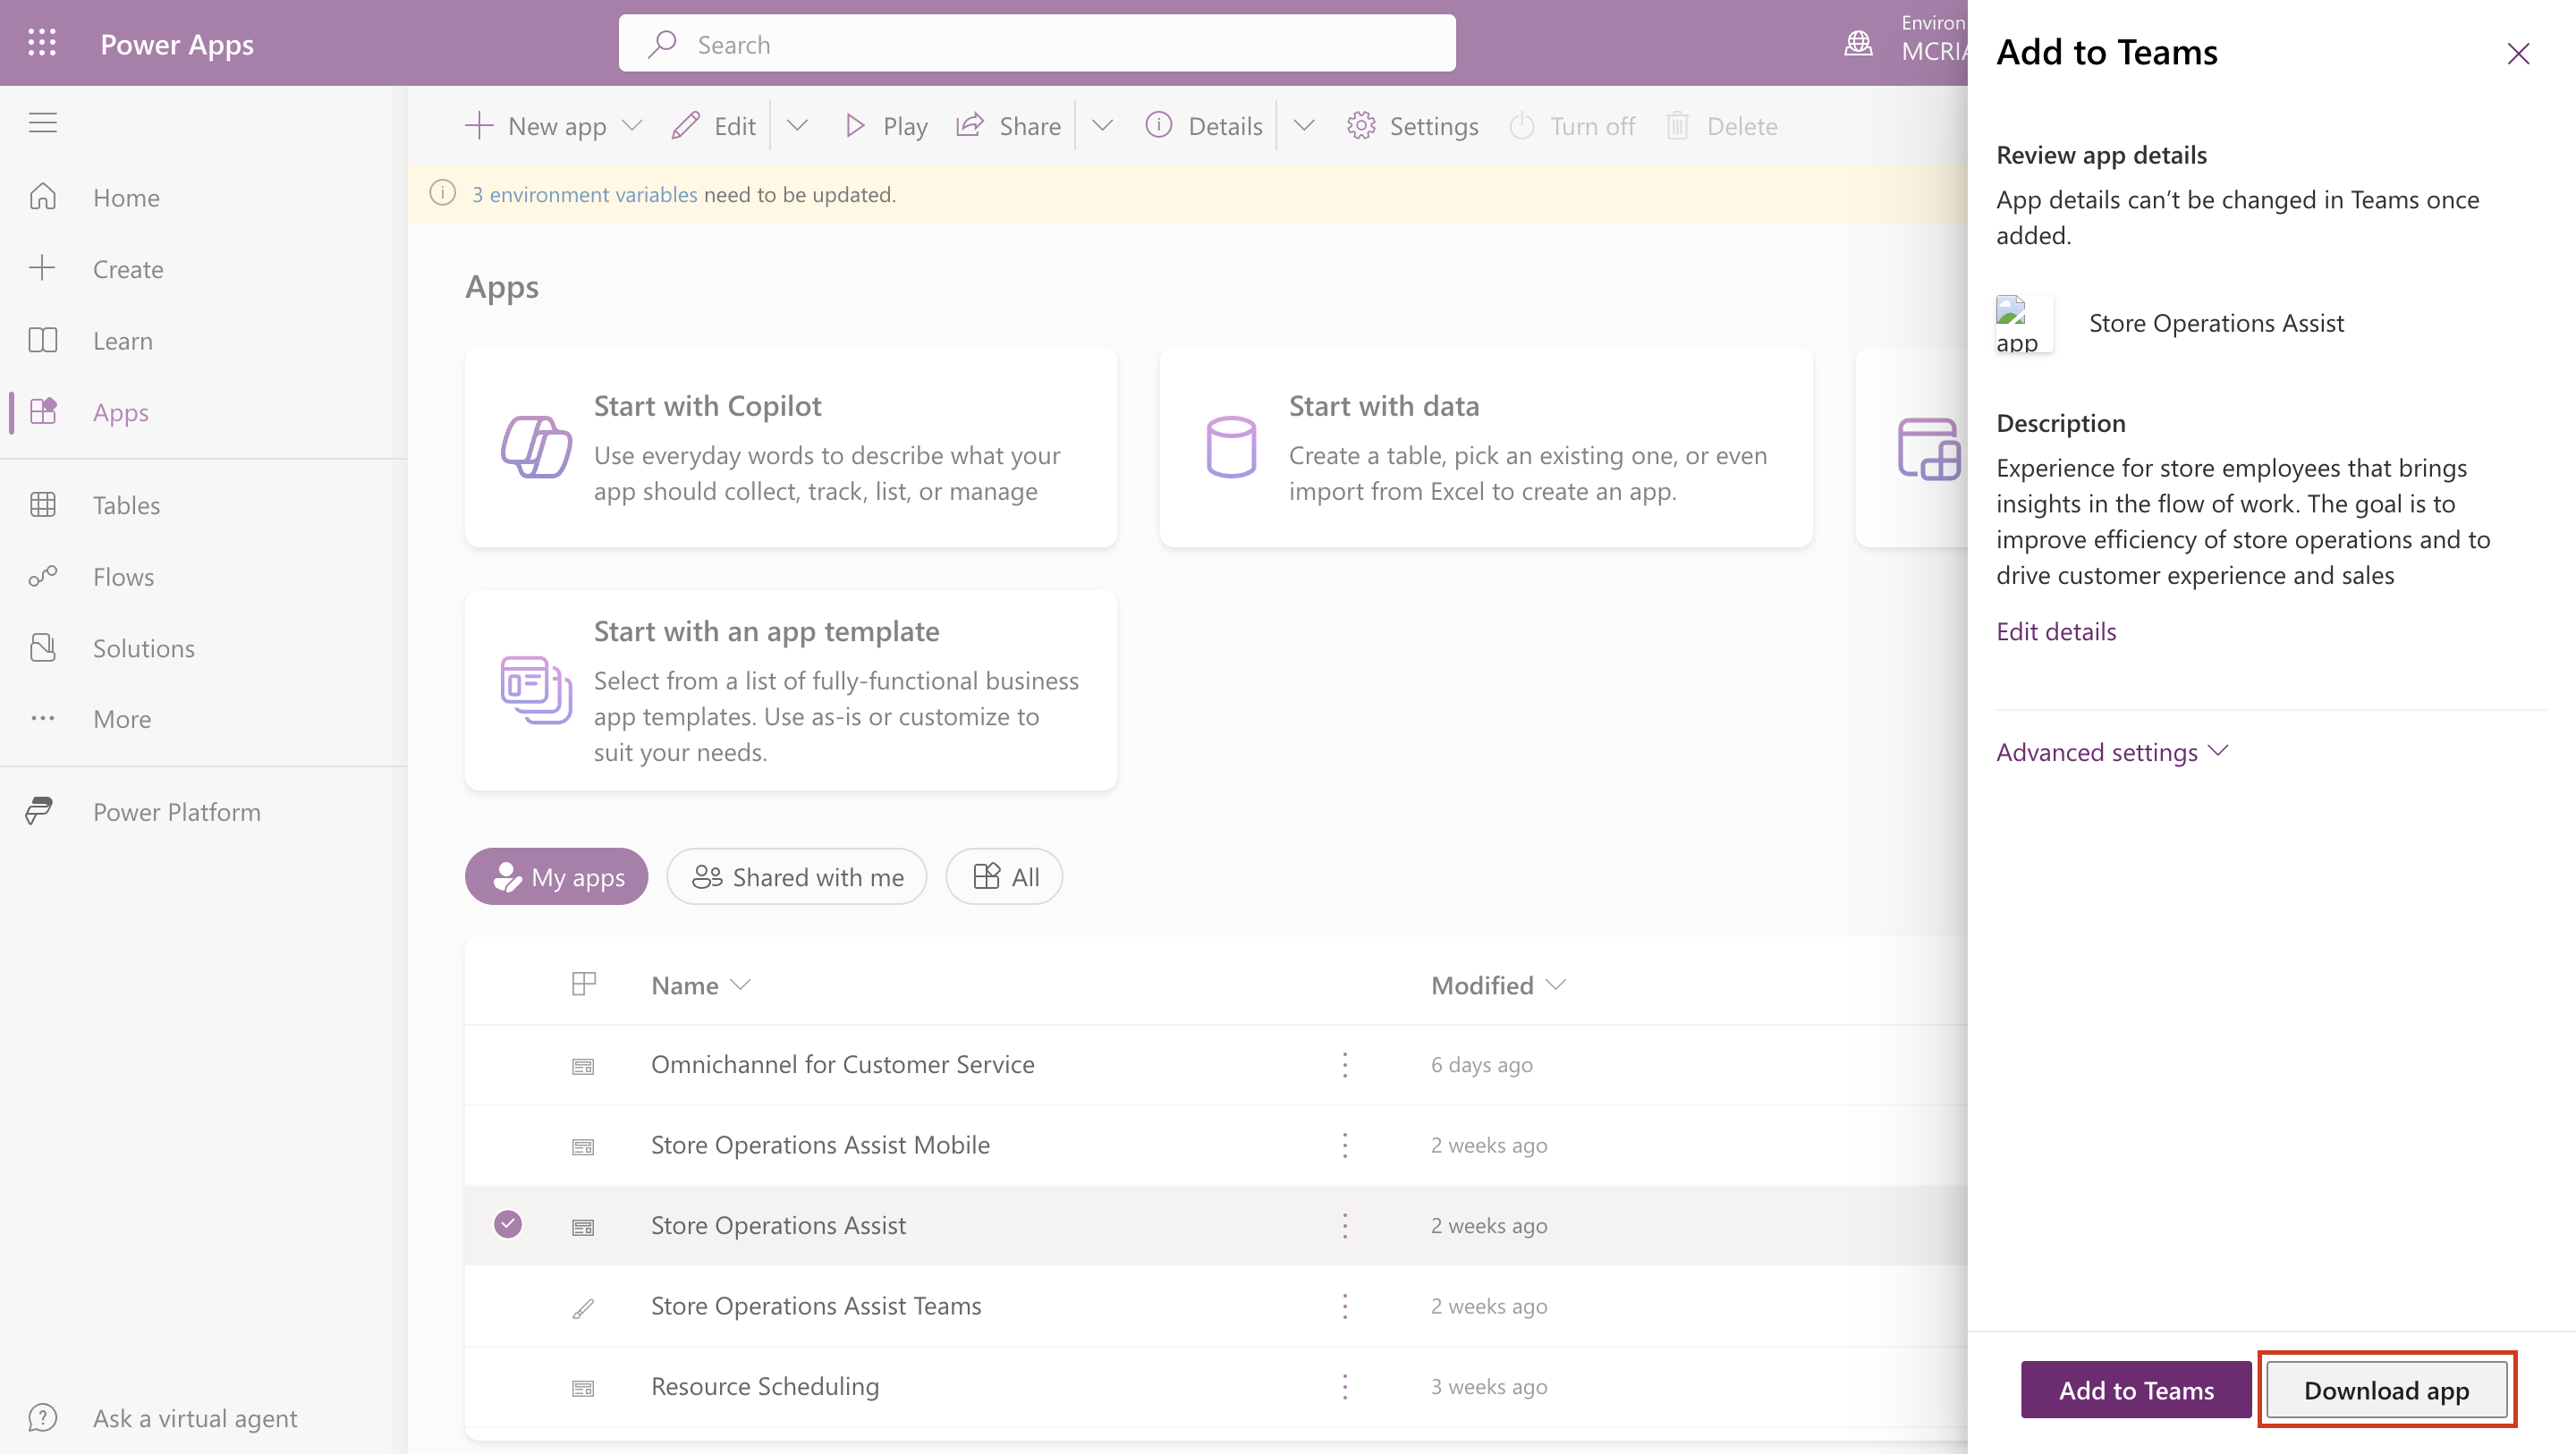 Power Apps
Search
Environ
MCRIA
New app
Edit
Play
Share
Details
Settings
Turn off
Delete
3 environment variables need to be updated.
Home
Create
Learn
Apps
Tables
Flows
Solutions
More
Power Platform
Ask a virtual agent
Apps
Start with Copilot
Use everyday words to describe what your
app should collect, track, list, or manage
Start with data
Create a table, pick an existing one, or even
import from Excel to create an app.
Start with an app template
Select from a list of fully-functional business
app templates. Use as-is or customize to
suit your needs.
My apps
Shared with me
All
Name
Modified
Omnichannel for Customer Service
6 days ago
Store Operations Assist Mobile
2 weeks ago
Store Operations Assist
2 weeks ago
Store Operations Assist Teams
2 weeks ago
Resource Scheduling
3 weeks ago
Add to Teams
Review app details
App details can’t be changed in Teams once
added.
app
Store Operations Assist
Description
Experience for store employees that brings
insights in the flow of work. The goal is to
improve efficiency of store operations and to
drive customer experience and sales
Edit details
Advanced settings
Add to Teams
Download app